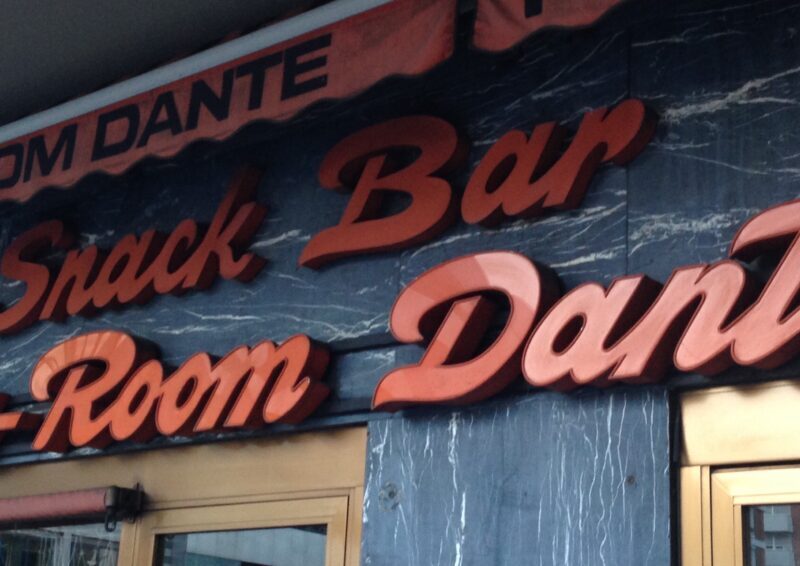 OM DANTE
Snack Bar
-Room Dant